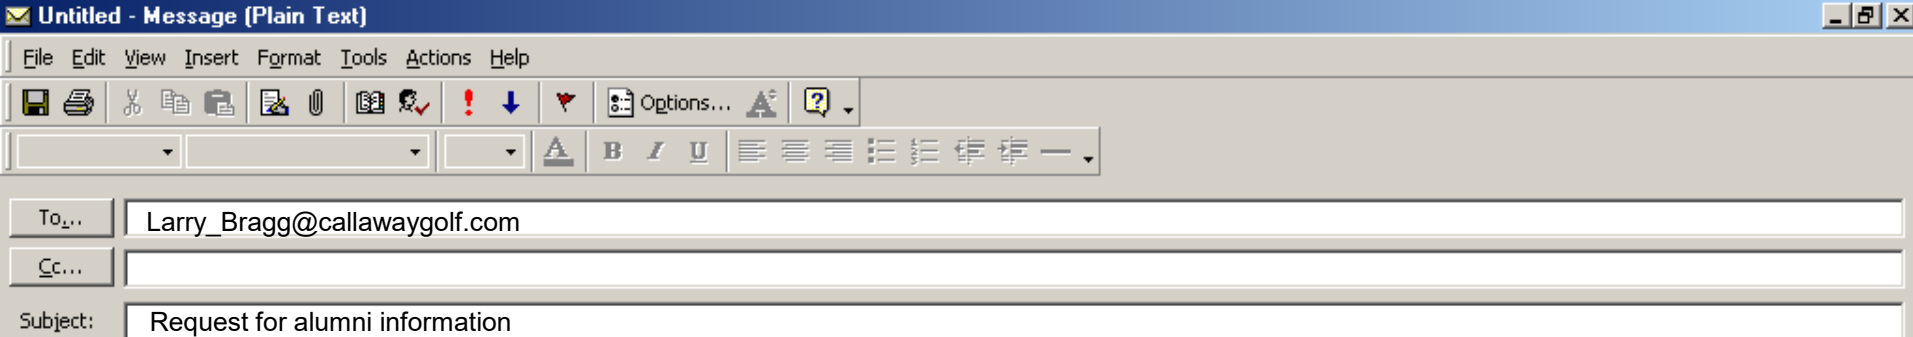 Untitled - Message (Plain Text)
File Edit View Insert Format Tools Actions Help
Options... A
A B I U
To... Larry_Bragg@callawaygolf.com
Cc...
Subject: Request for alumni information